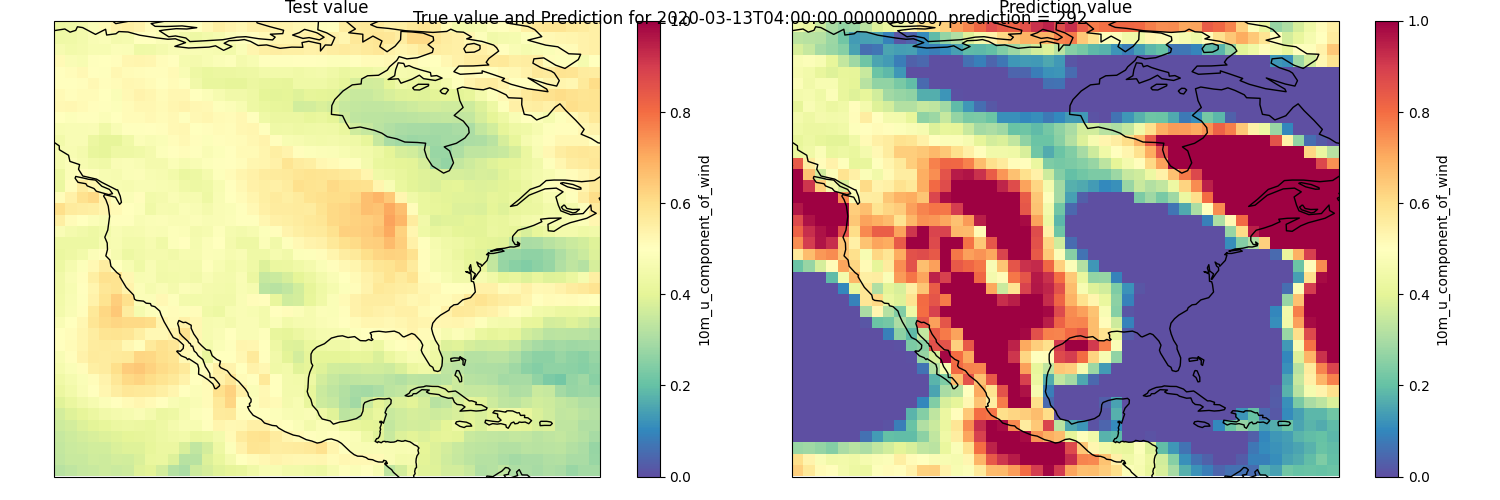 True value and Prediction for 2020-03-13T04:00:00.000000000, prediction = 292
Test value
Prediction value
1.0
0.8
0.6
0.4
0.2
0.0
10m_u_component_of_wind
1.0
0.8
0.6
0.4
0.2
0.0
10m_u_component_of_wind